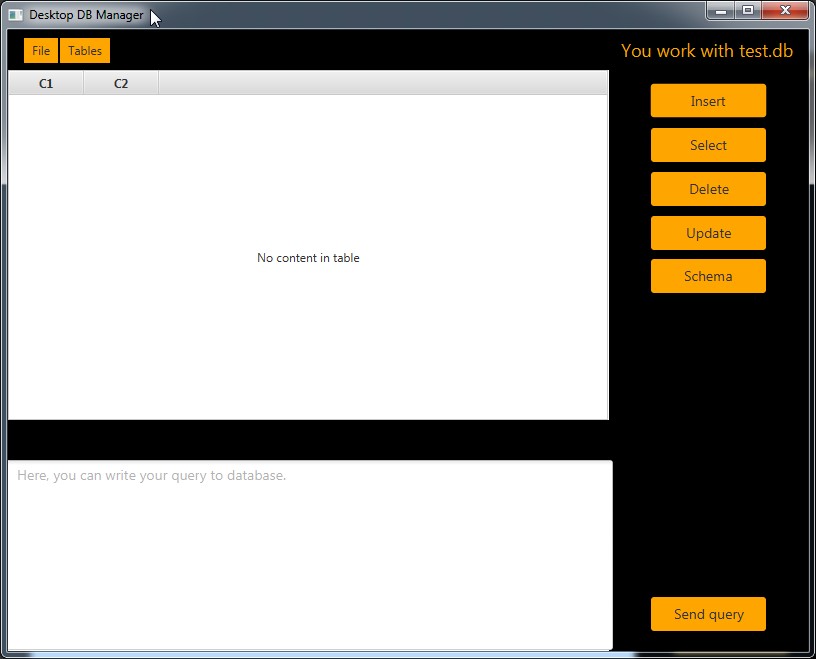 Desktop DB Manager
File Tables
You work with test.db
C1 C2
No content in table
Insert
Select
Delete
Update
Schema
Here, you can write your query to database.
Send query